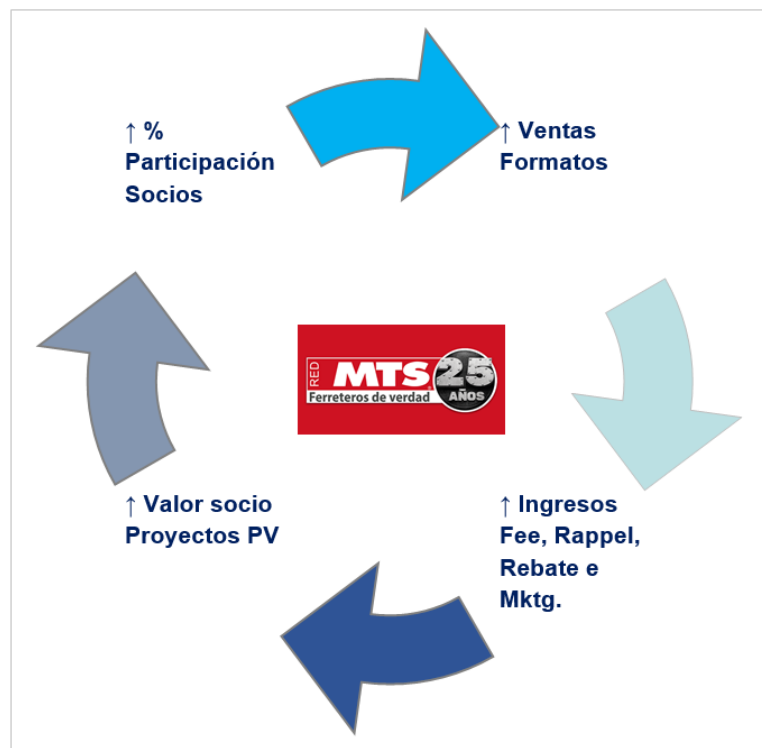 ↑ %
Participación
Socios
↑ Ventas
Formatos
RED
MTS
25
AÑOS
Ferreteros de verdad
↑ Valor socio
Proyectos PV
↑ Ingresos
Fee, Rappel,
Rebate e
Mktg.